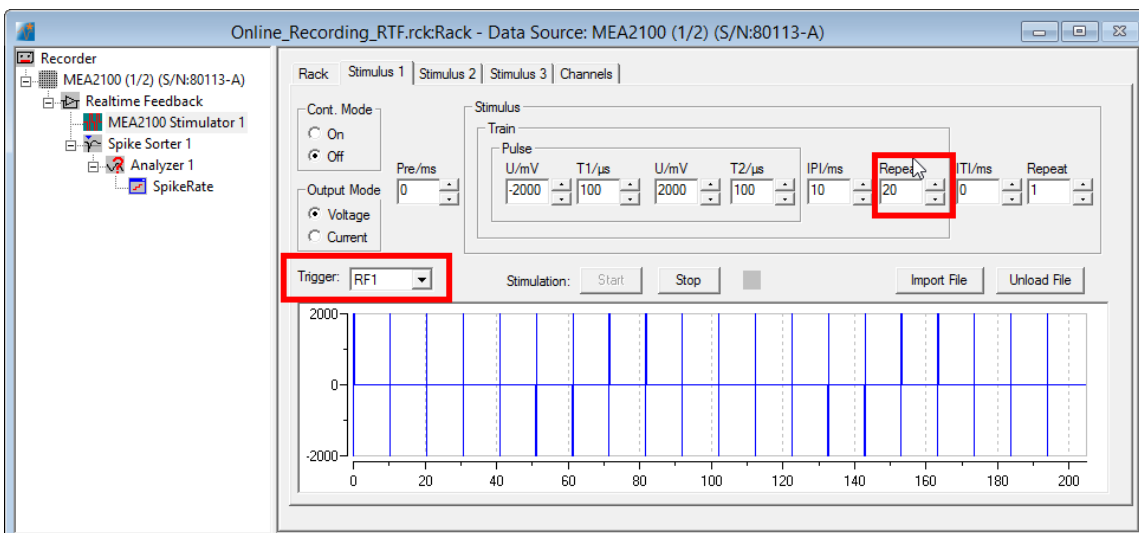 Online_Recording_RTF.rck:Rack - Data Source: MEA2100 (1/2) (S/N:80113-A)
Recorder
MEA2100 (1/2) (S/N:80113-A)
Realtime Feedback
MEA2100 Stimulator 1
Spike Sorter 1
Analyzer 1
SpikeRate
Rack Stimulus 1 Stimulus 2 Stimulus 3 Channels
Cont. Mode
On
Off
Output Mode
Voltage
Current
Pre/ms
0
Stimulus
Train
Pulse
U/mV T1/µs U/mV T2/µs IPI/ms Repeat ITI/ms Repeat
-2000 100 2000 100 10 20 0 1
Trigger: RF1 Stimulation: Start Stop Import File Unload File
2000
0
-2000
0 20 40 60 80 100 120 140 160 180 200